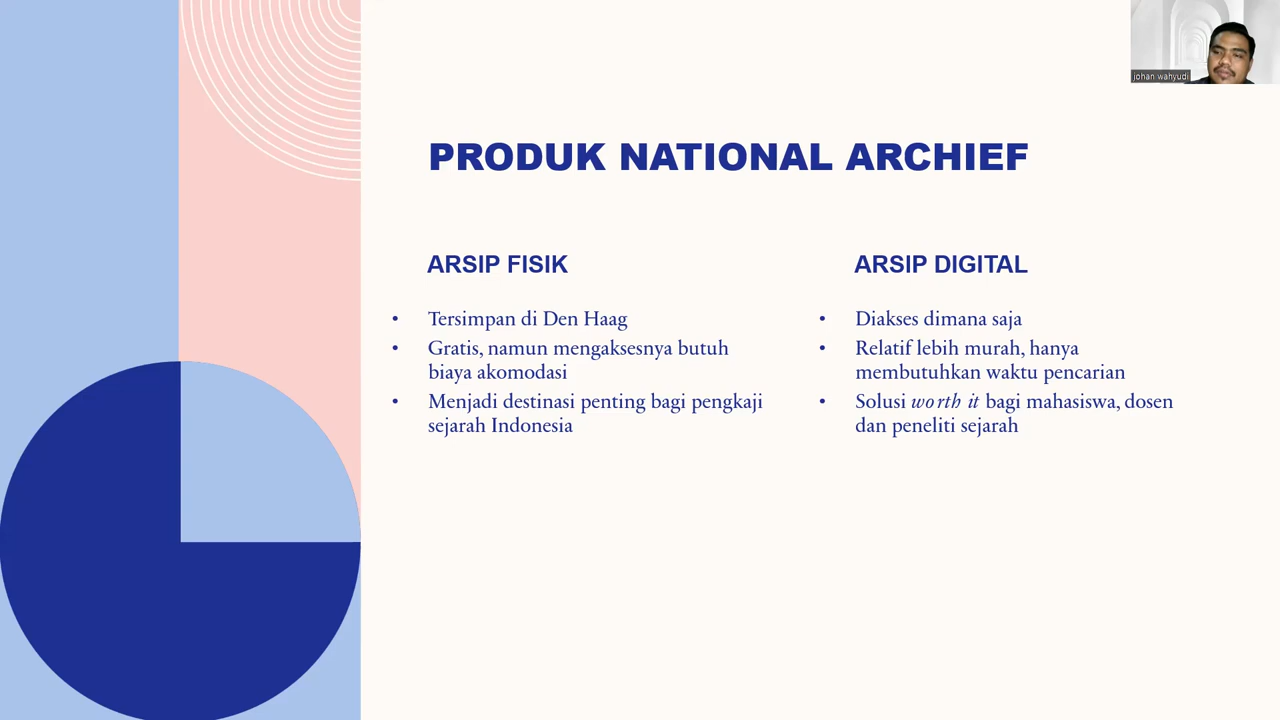 johan wahyudi
PRODUK NATIONAL ARCHIEF
ARSIP FISIK
• Tersimpan di Den Haag
• Gratis, namun mengaksesnya butuh
biaya akomodasi
• Menjadi destinasi penting bagi pengkaji
sejarah Indonesia
ARSIP DIGITAL
• Diakses dimana saja
• Relatif lebih murah, hanya
membutuhkan waktu pencarian
• Solusi worth it bagi mahasiswa, dosen
dan peneliti sejarah